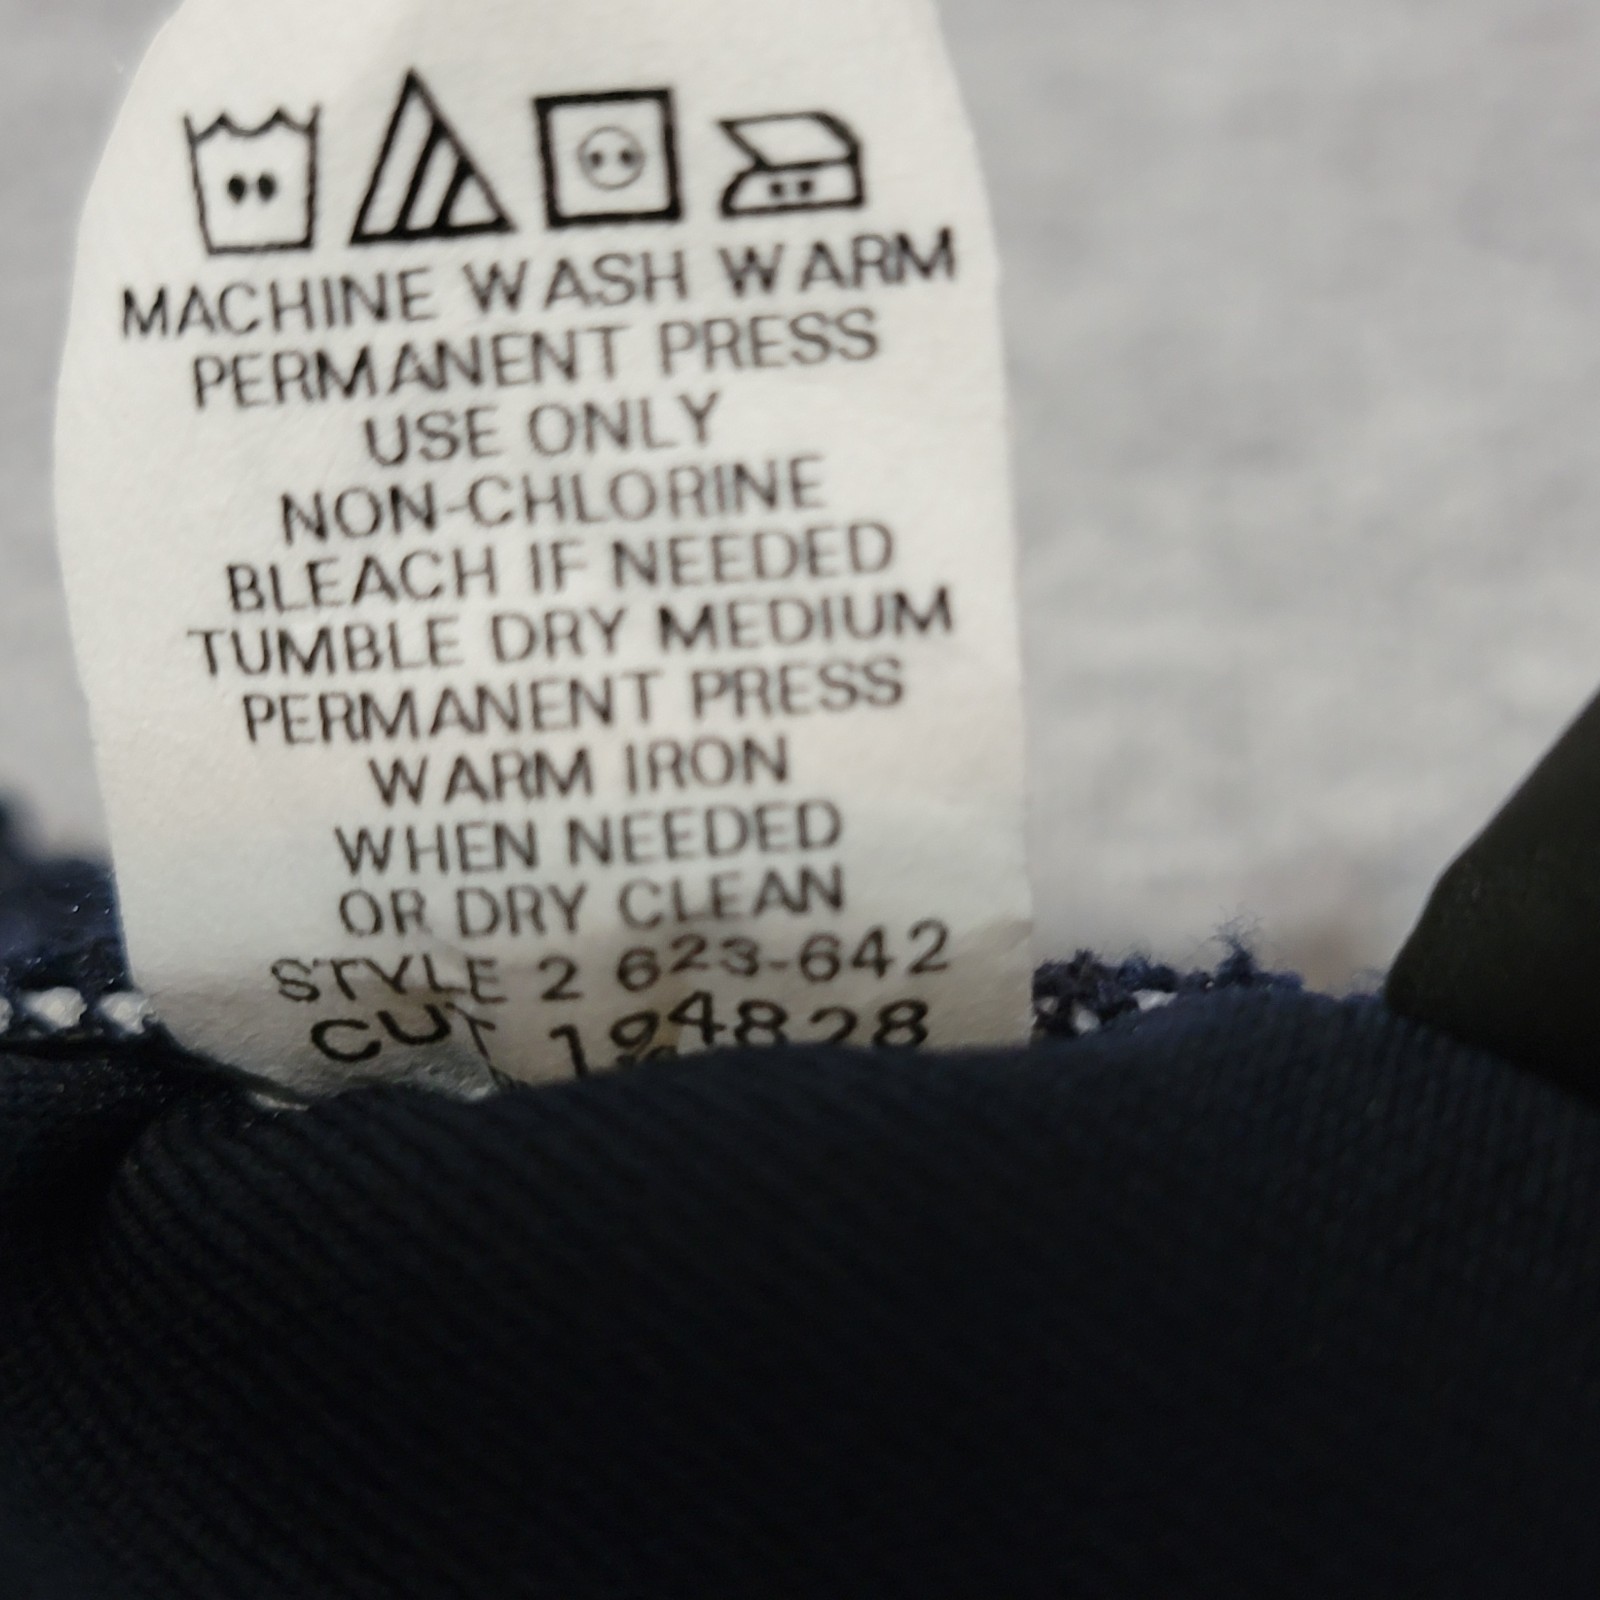 MACHINE WASH WARM
PERMANENT PRESS
USE ONLY
NON-CHLORINE
BLEACH IF NEEDED
TUMBLE DRY MEDIUM
PERMANENT PRESS
WARM IRON
WHEN NEEDED
OR DRY CLEAN
STYLE 2 623-642
CUT